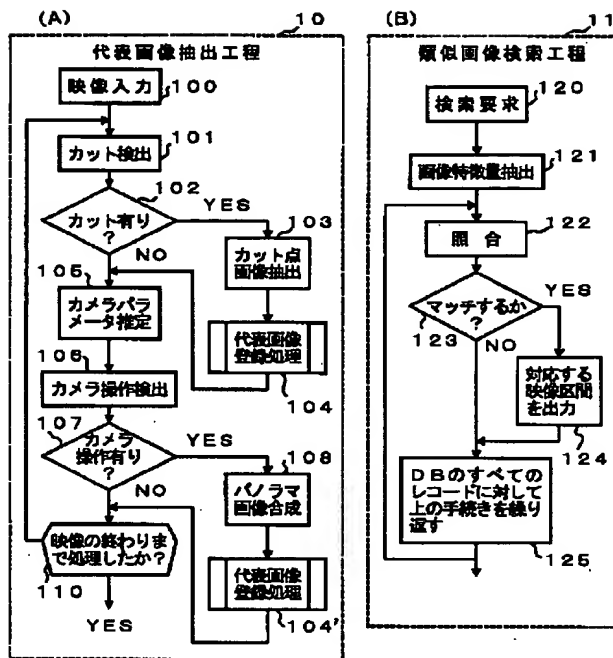 (A)
10
代表画像抽出工程
映像入力
100
カット検出
101
102
カット有り
?
YES
NO
103
カット点
画像抽出
代表画像
登録処理
104
105
カメラパラ
メータ推定
106
カメラ操作検出
107
カメラ
操作有り
?
YES
NO
108
パノラマ
画像合成
代表画像
登録処理
104'
映像の終わりま
で処理したか?
110
YES
(B)
11
類似画像検索工程
検索要求
120
画像特徴量抽出
121
照合
122
マッチするか
?
123
YES
NO
対応する
映像区間
を出力
124
DBのすべての
レコードに対して
上の手続きを繰り
返す
125